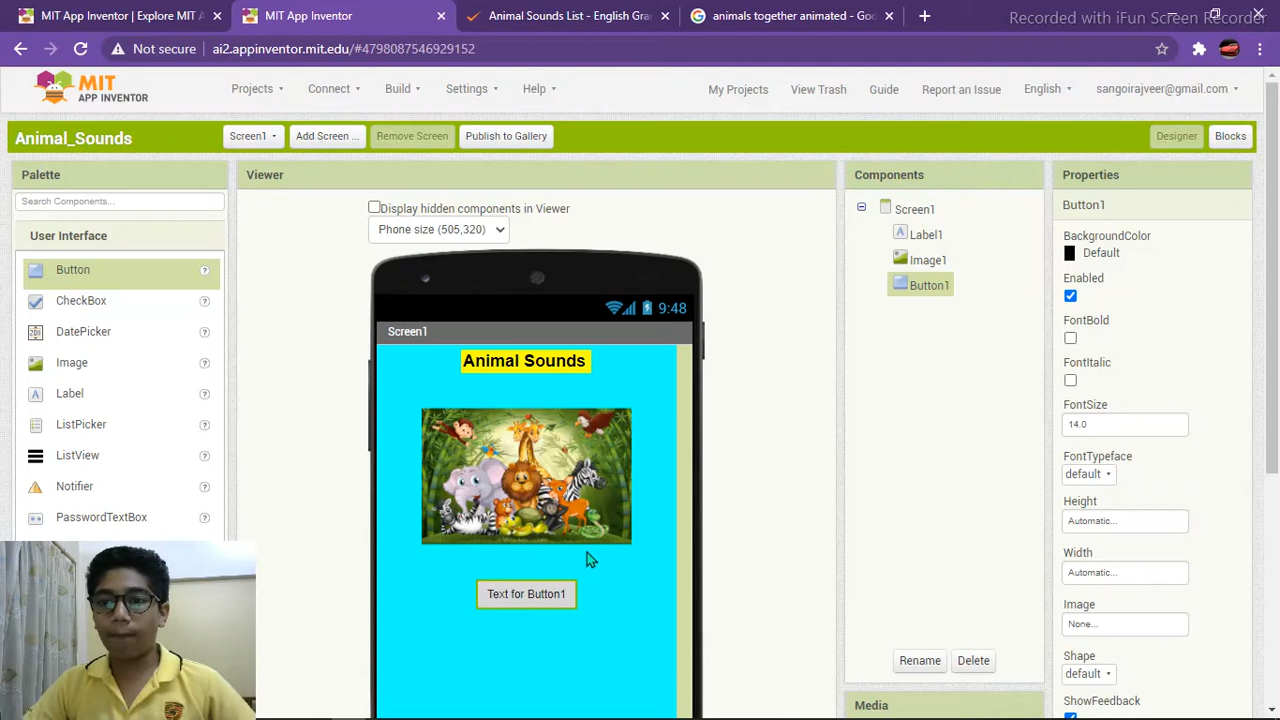 MIT App Inventor | Explore MIT A
MIT App Inventor
Animal Sounds List - English Gra
animals together animated - Goo
Recorded with iFun Screen Recorder
Not secure
ai2.appinventor.mit.edu/#4798087546929152
MIT
APP INVENTOR
Projects
Connect
Build
Settings
Help
My Projects
View Trash
Guide
Report an Issue
English
sangoirajveer@gmail.com
Animal_Sounds
Screen1
Add Screen ...
Remove Screen
Publish to Gallery
Designer
Blocks
Palette
Search Components...
User Interface
Button
?
CheckBox
?
DatePicker
?
Image
?
Label
?
ListPicker
?
ListView
?
Notifier
?
PasswordTextBox
?
Viewer
Display hidden components in Viewer
Phone size (505,320)
9:48
Screen1
Animal Sounds
Text for Button1
Components
Screen1
Label1
Image1
Button1
Rename
Delete
Media
Properties
Button1
BackgroundColor
Default
Enabled
FontBold
FontItalic
FontSize
14.0
FontTypeface
default
Height
Automatic...
Width
Automatic...
Image
None...
Shape
default
ShowFeedback